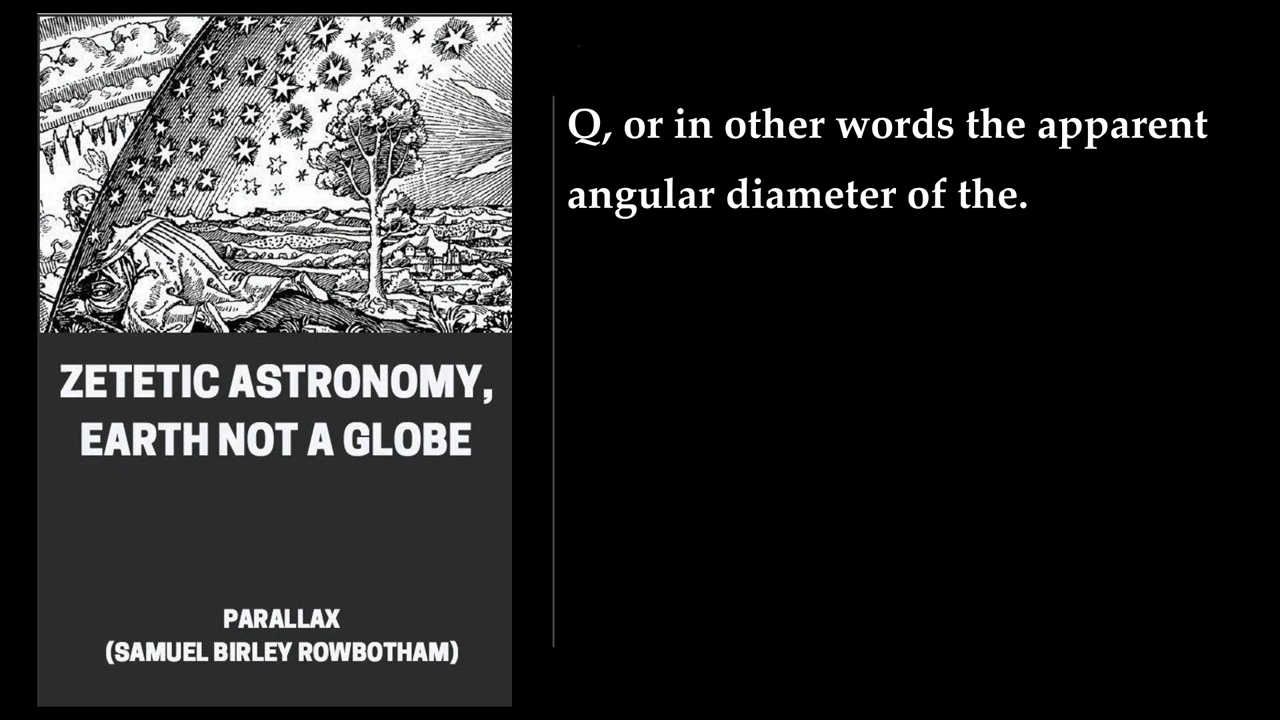 ZETETIC ASTRONOMY,
EARTH NOT A GLOBE
PARALLAX
(SAMUEL BIRLEY ROWBOTHAM)
Q, or in other words the apparent
angular diameter of the.